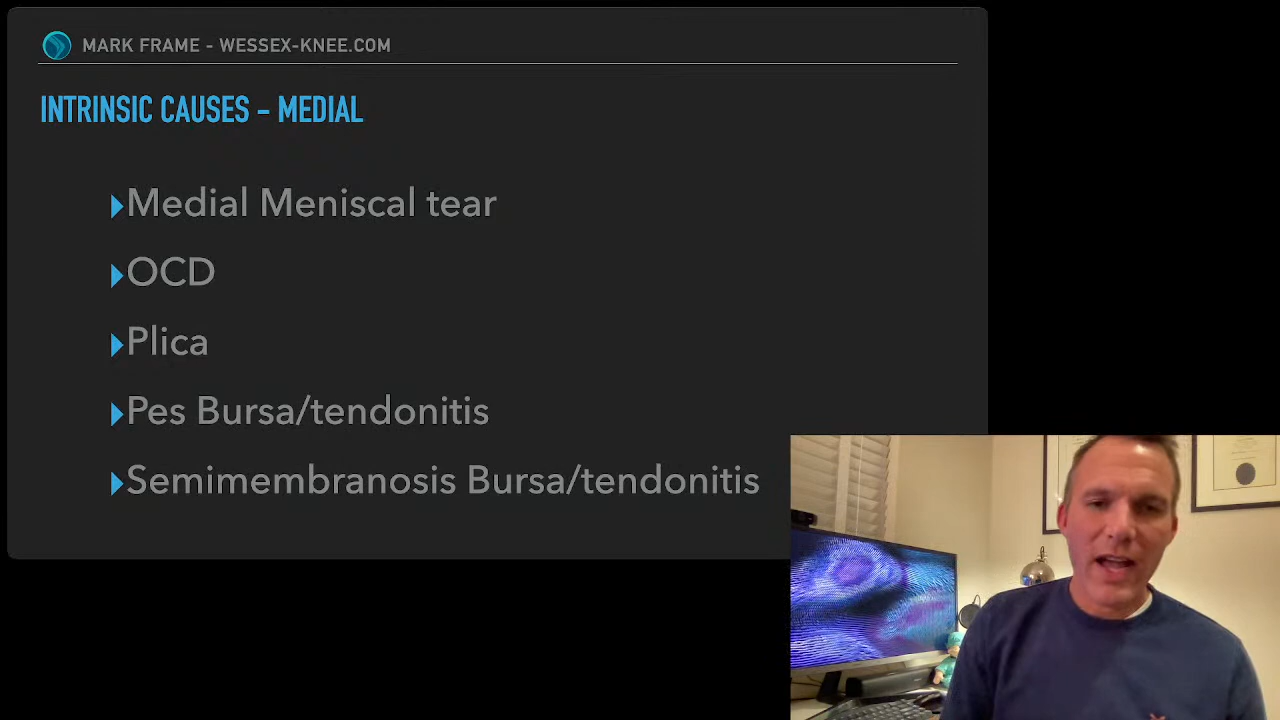 MARK FRAME - WESSEX-KNEE.COM
INTRINSIC CAUSES - MEDIAL
Medial Meniscal tear
OCD
Plica
Pes Bursa/tendonitis
Semimembranosis Bursa/tendonitis